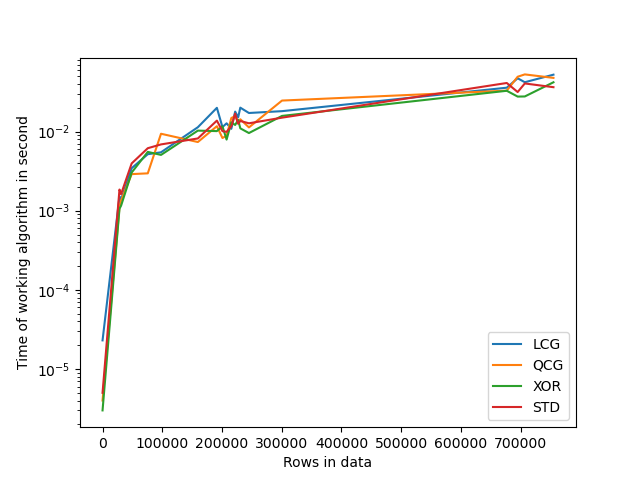 Time of working algorithm in second
10⁻²
10⁻³
10⁻⁴
10⁻⁵
LCG
QCG
XOR
STD
0 100000 200000 300000 400000 500000 600000 700000
Rows in data